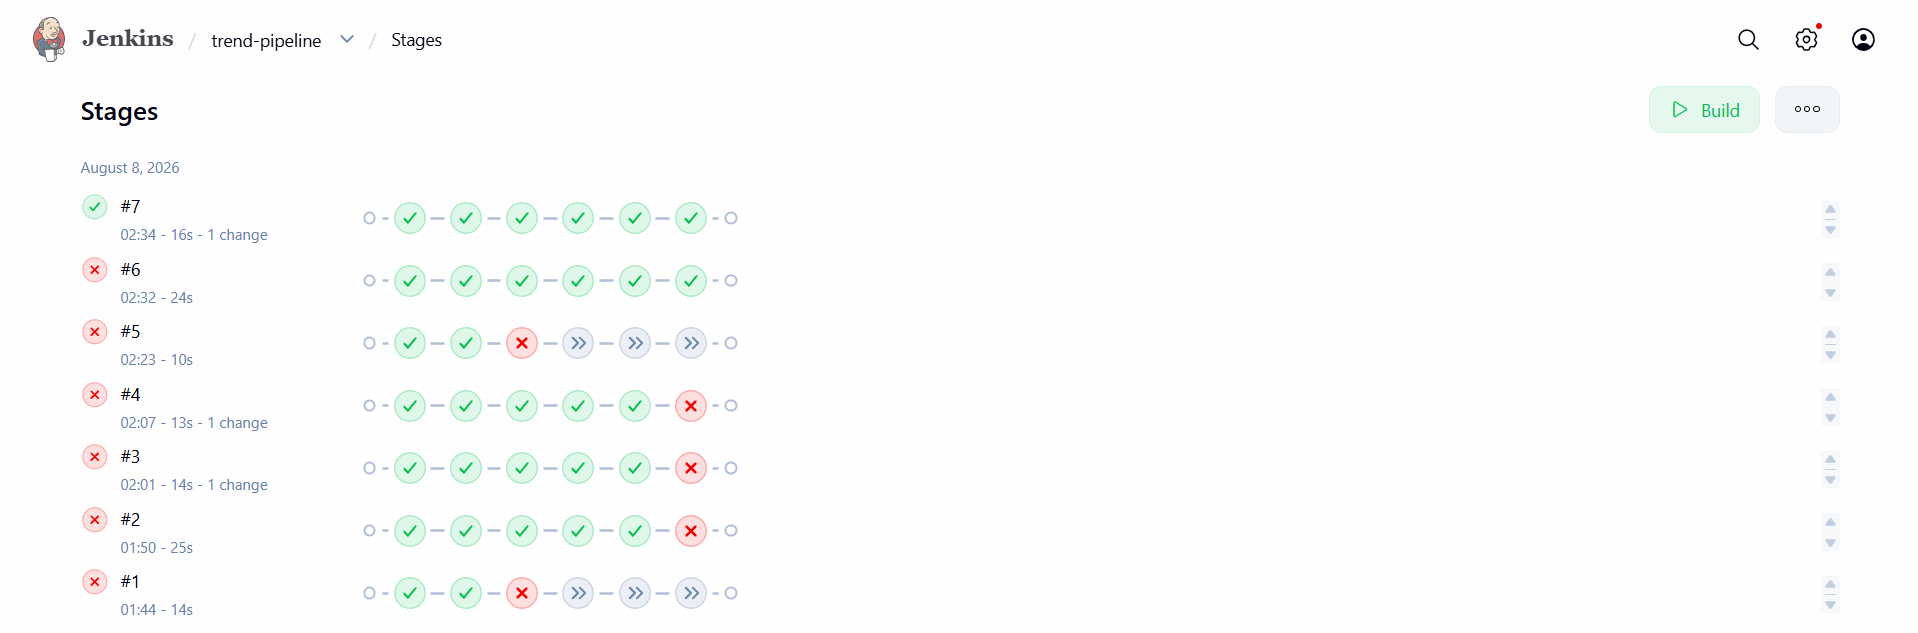 Jenkins / trend-pipeline / Stages
Stages
Build
August 8, 2026
#7
02:34 - 16s - 1 change
#6
02:32 - 24s
#5
02:23 - 10s
#4
02:07 - 13s - 1 change
#3
02:01 - 14s - 1 change
#2
01:50 - 25s
#1
01:44 - 14s